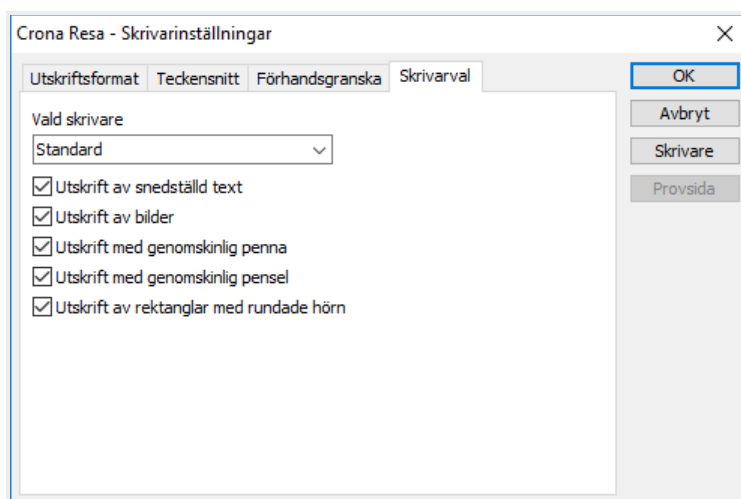 Crona Resa - Skrivarinställningar
Utskriftsformat Teckensnitt Förhandsgranska Skrivarval
Vald skrivare
Standard
Utskrift av snedställd text
Utskrift av bilder
Utskrift med genomskinlig penna
Utskrift med genomskinlig pensel
Utskrift av rektanglar med rundade hörn
OK
Avbryt
Skrivare
Provsida